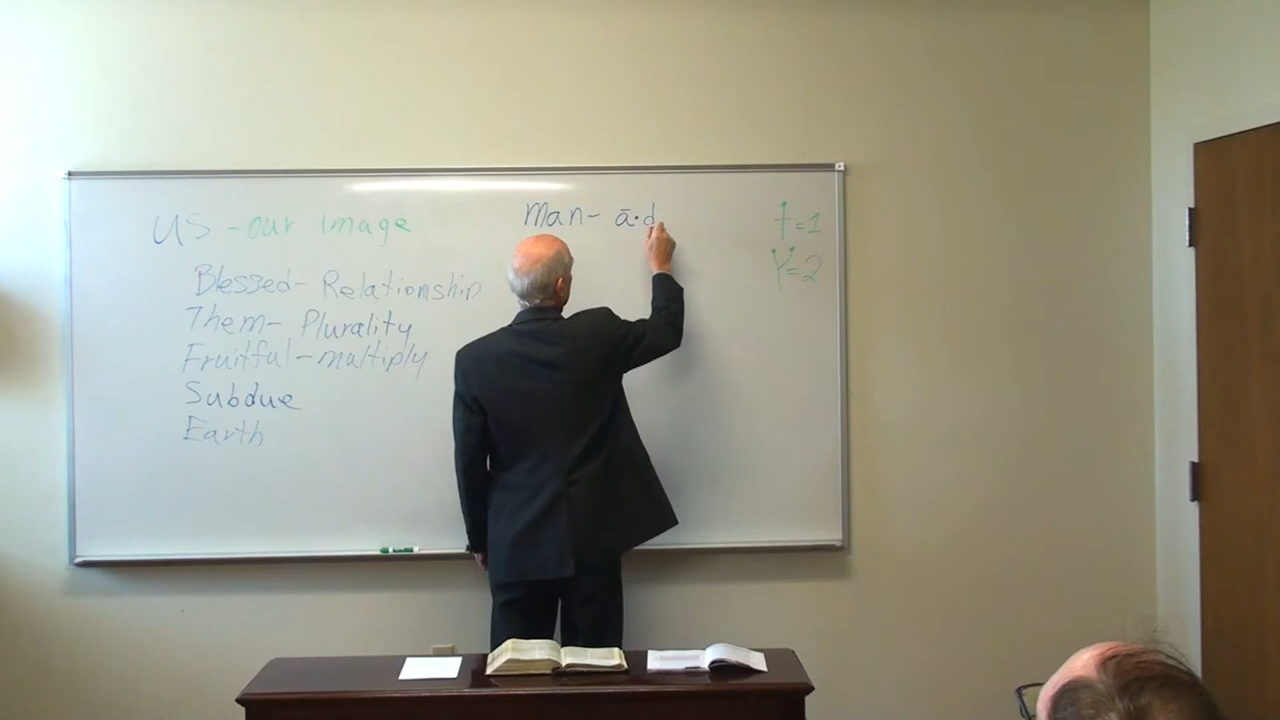 us - our image
Blessed - Relationship
Them - Plurality
Fruitful - multiply
Subdue
Earth
Man - ā·d
t=1
Y=2